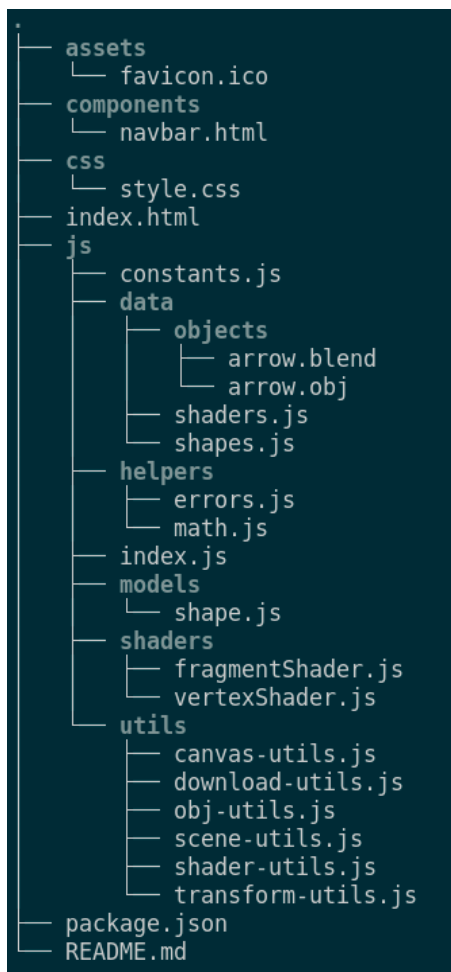 .
├── assets
│   └── favicon.ico
├── components
│   └── navbar.html
├── css
│   └── style.css
├── index.html
├── js
│   ├── constants.js
│   ├── data
│   │   ├── objects
│   │   │   ├── arrow.blend
│   │   │   └── arrow.obj
│   │   ├── shaders.js
│   │   └── shapes.js
│   ├── helpers
│   │   ├── errors.js
│   │   └── math.js
│   ├── index.js
│   ├── models
│   │   └── shape.js
│   ├── shaders
│   │   ├── fragmentShader.js
│   │   └── vertexShader.js
│   └── utils
│       ├── canvas-utils.js
│       ├── download-utils.js
│       ├── obj-utils.js
│       ├── scene-utils.js
│       ├── shader-utils.js
│       └── transform-utils.js
├── package.json
└── README.md